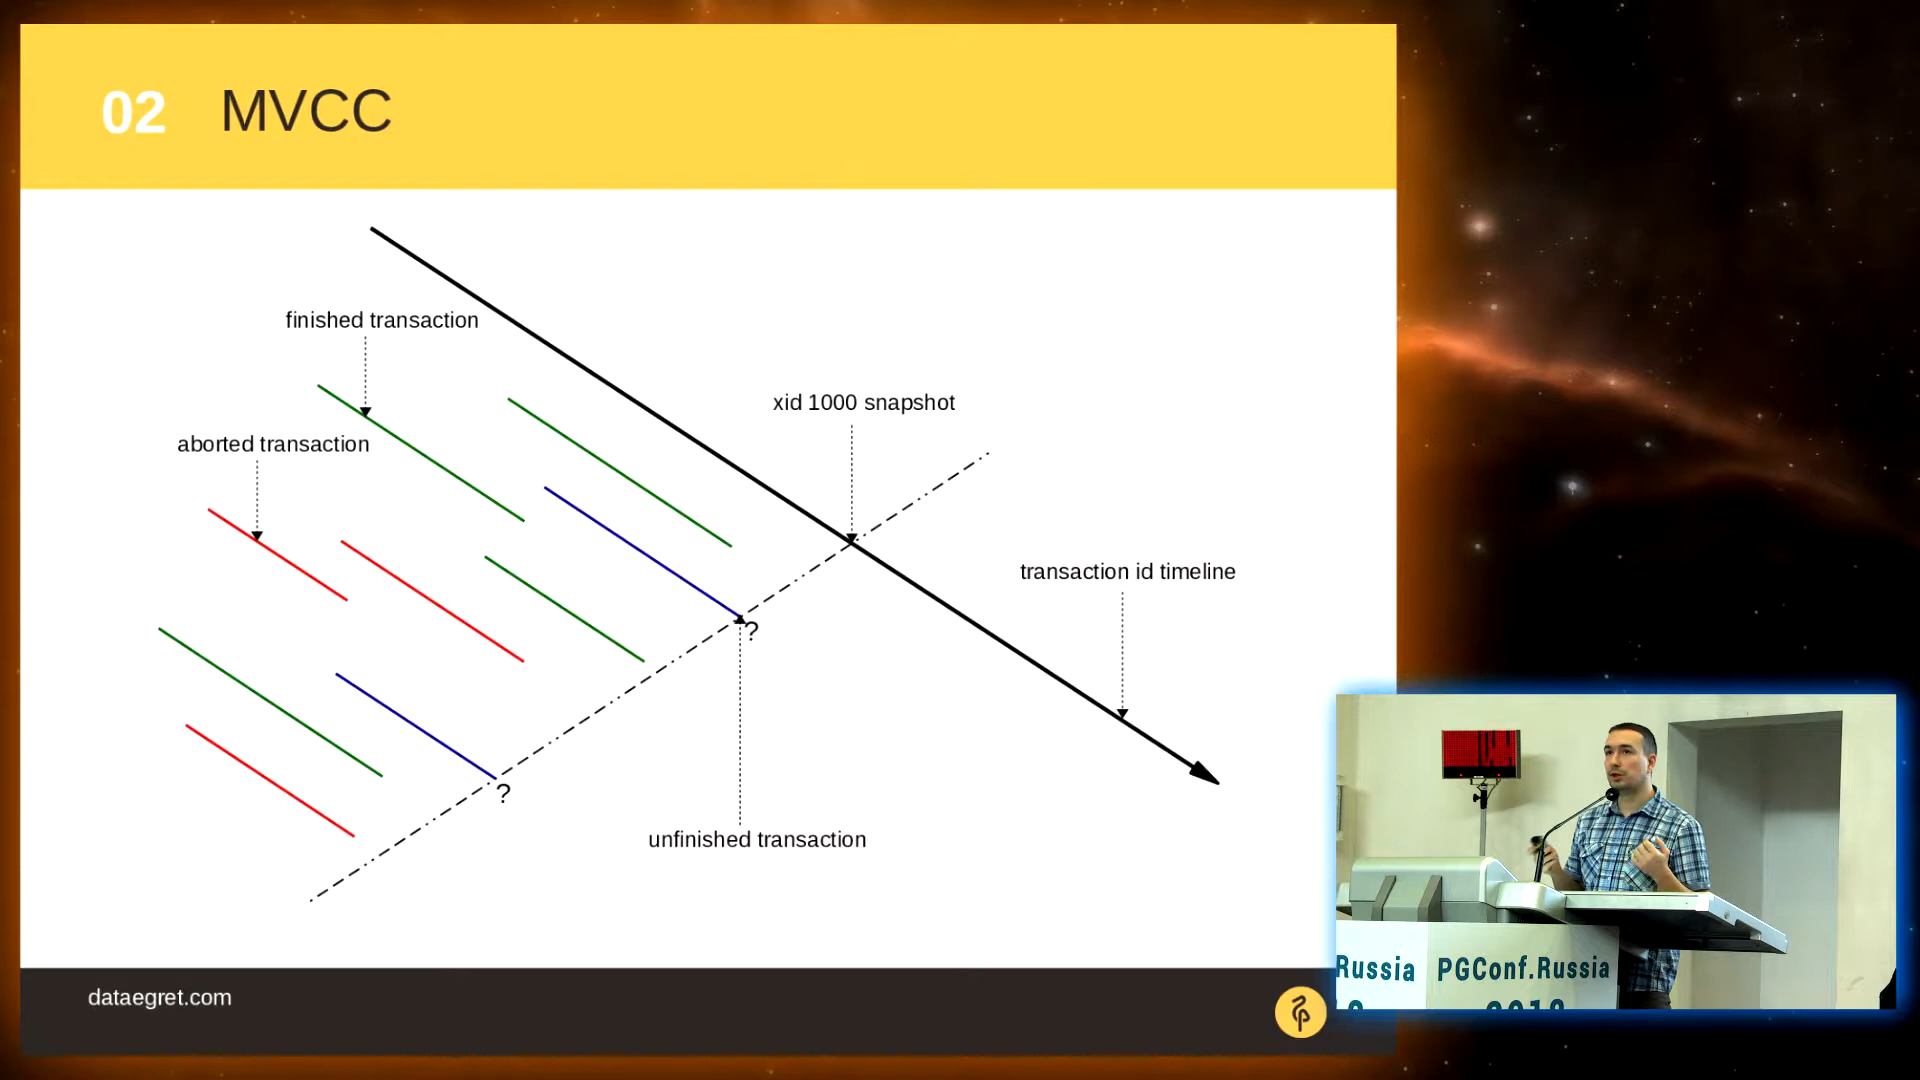 02 MVCC
finished transaction
xid 1000 snapshot
aborted transaction
transaction id timeline
?
?
unfinished transaction
dataegret.com
Russia PGConf.Russia